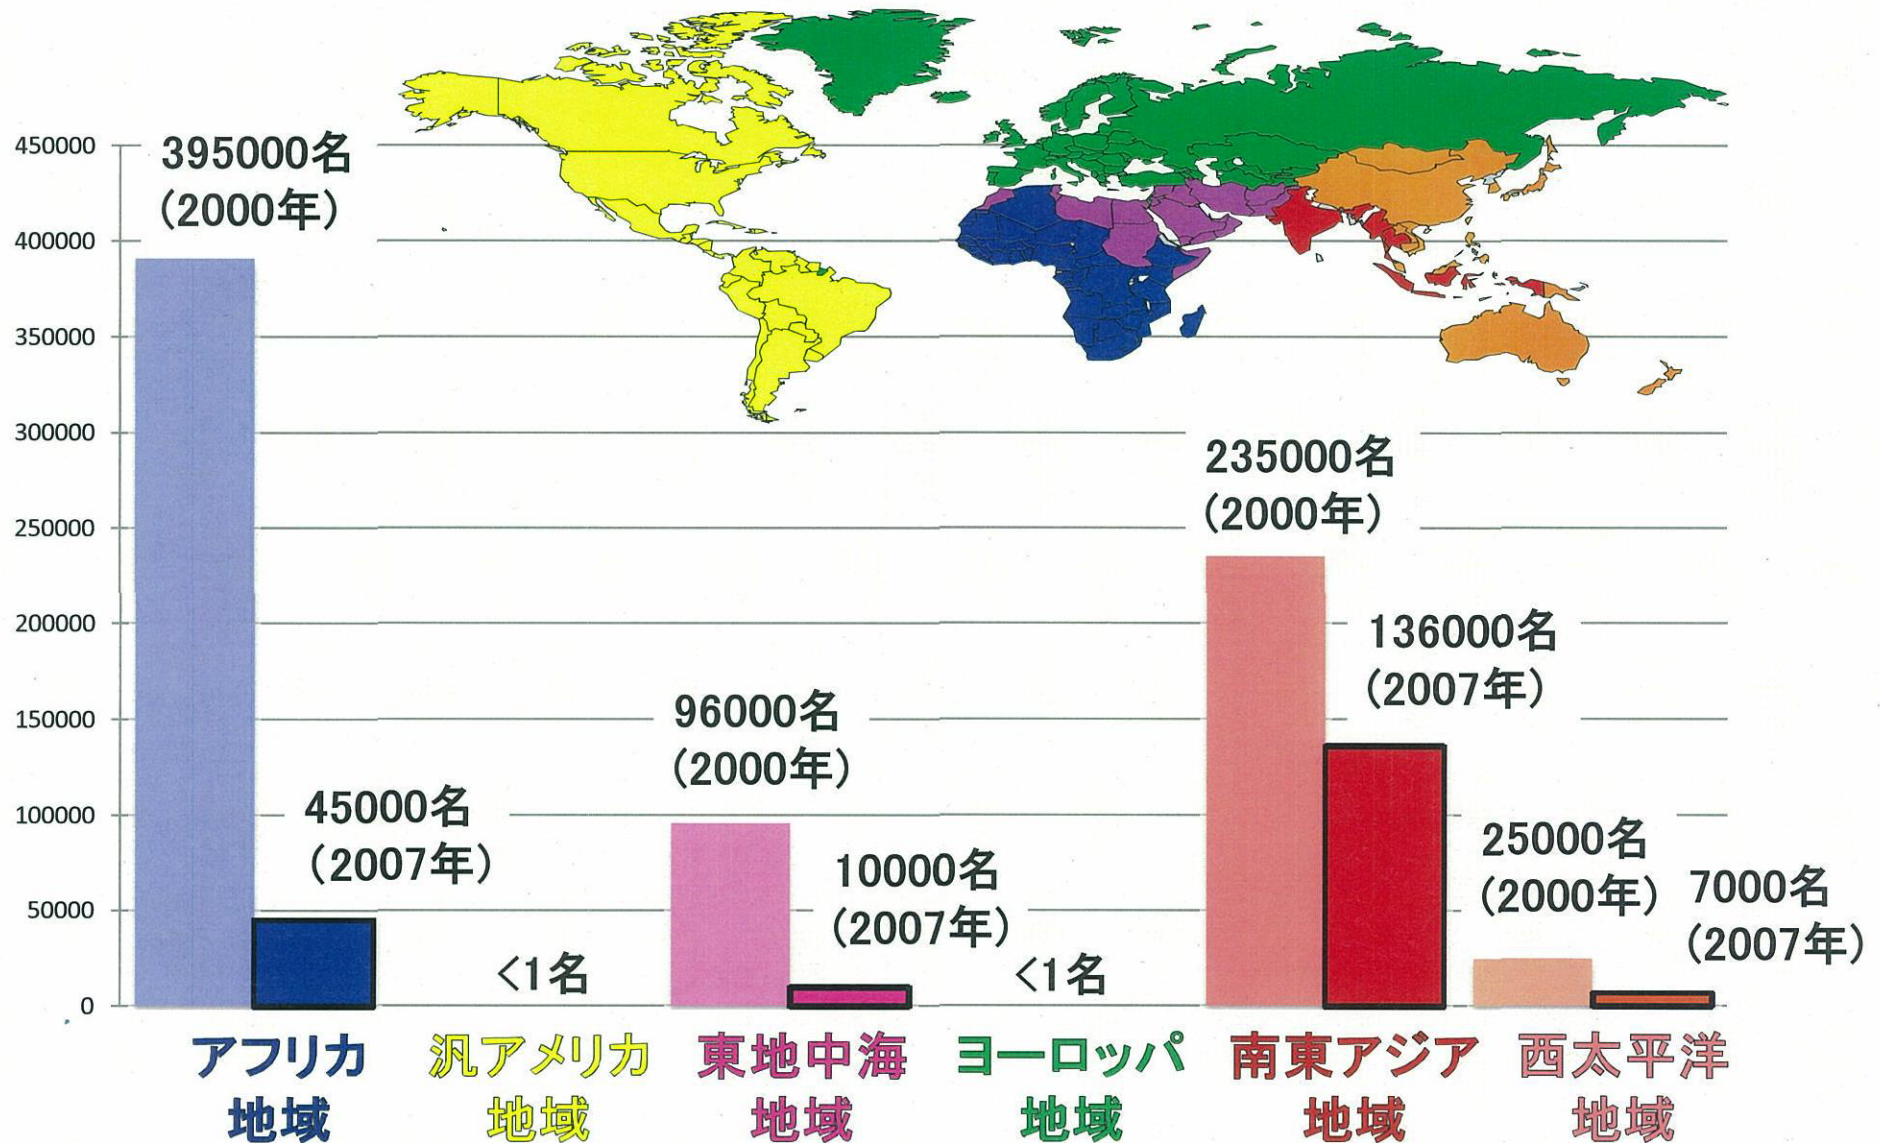 450000
400000
350000
300000
250000
200000
150000
100000
50000
0
395000名
(2000年)
45000名
(2007年)
<1名
96000名
(2000年)
10000名
(2007年)
<1名
235000名
(2000年)
136000名
(2007年)
25000名
(2000年)
7000名
(2007年)
アフリカ
地域
汎アメリカ
地域
東地中海
地域
ヨーロッパ
地域
南東アジア
地域
西太平洋
地域